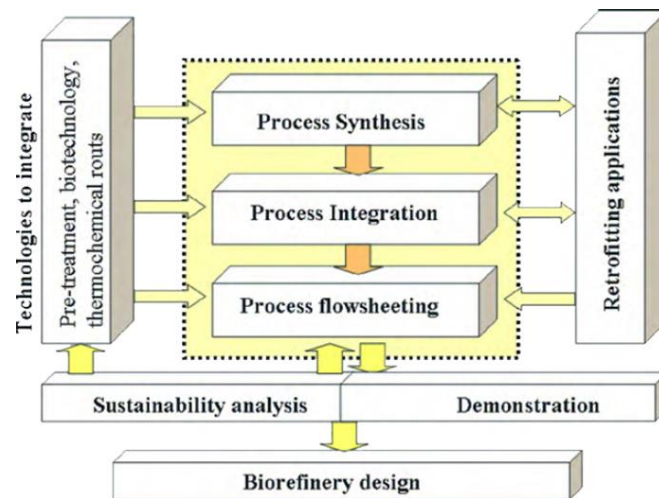 Technologies to integrate
Pre-treatment, biotechnology,
thermochemical routs
Process Synthesis
Process Integration
Process flowsheeting
Retrofitting applications
Sustainability analysis
Demonstration
Biorefinery design